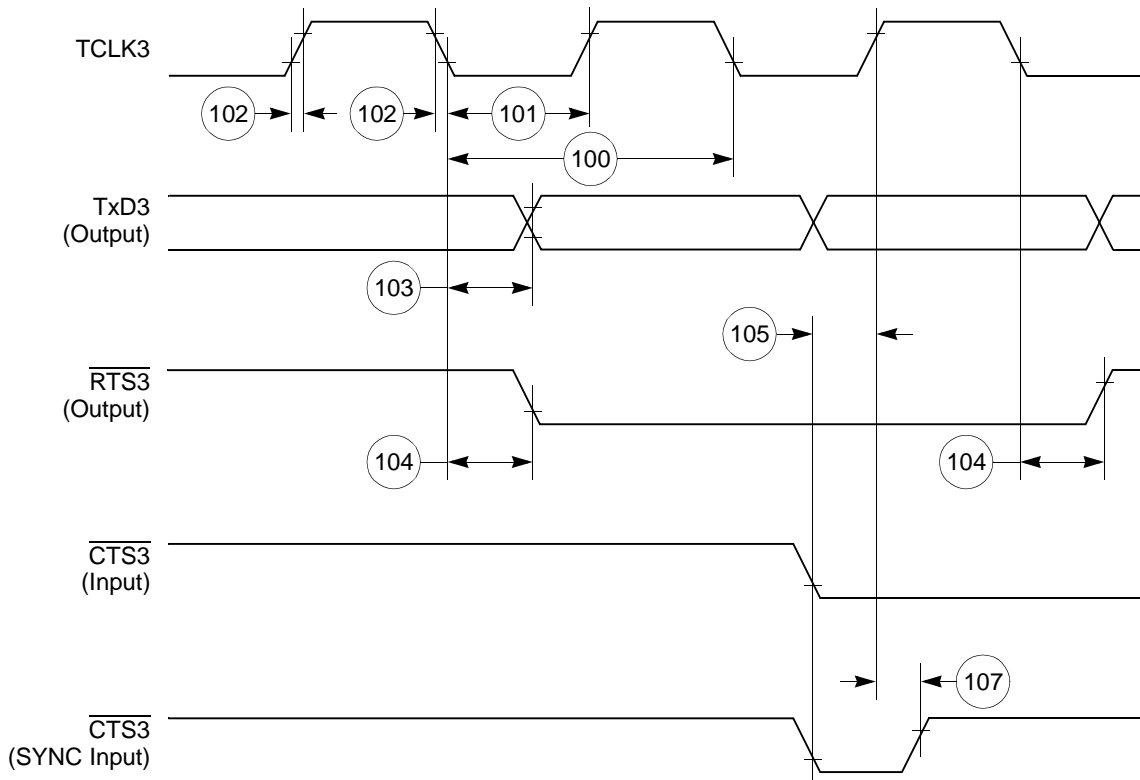 TCLK3
102
102
101
100
TxD3
(Output)
103
105
RTS3
(Output)
104
104
CTS3
(Input)
107
CTS3
(SYNC Input)